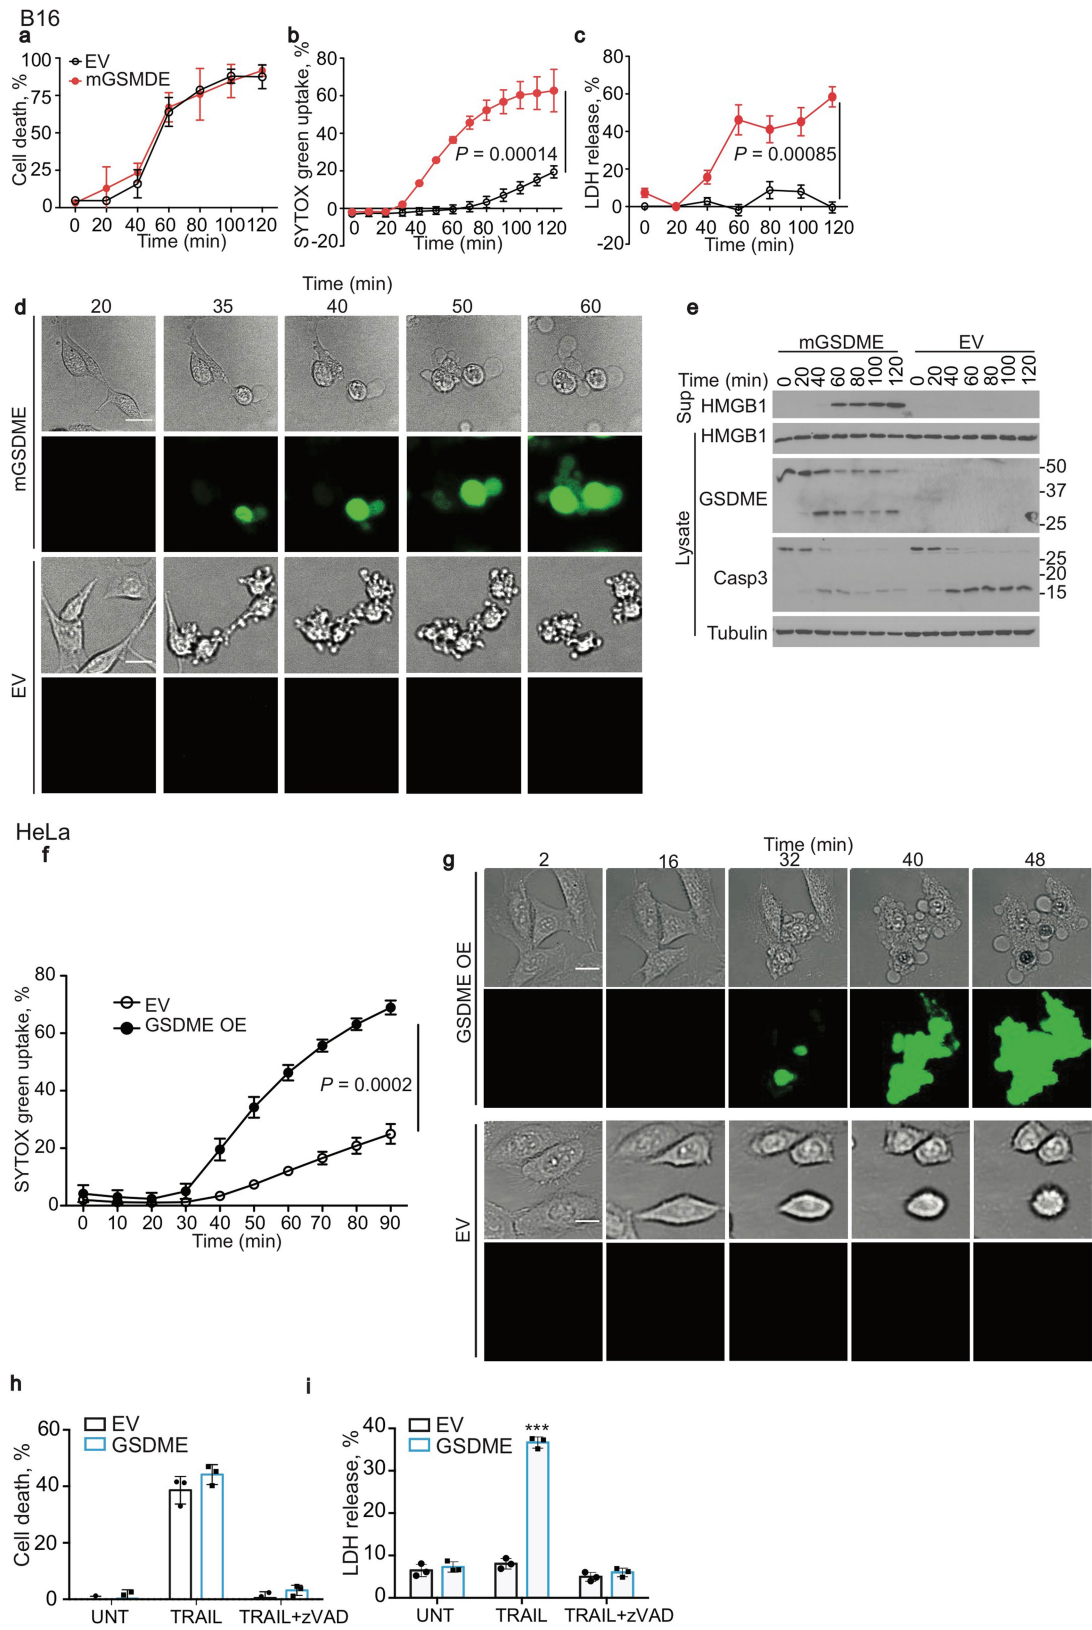 B16
a
Cell death, %
100
75
50
25
0
EV
mGSMDE
0 20 40 60 80 100 120
Time (min)
b
SYTOX green uptake, %
80
60
40
20
0
-20
P = 0.00014
0 20 40 60 80 100 120
Time (min)
c
LDH release, %
80
60
40
20
0
-20
P = 0.00085
0 20 40 60 80 100 120
Time (min)
d
Time (min)
20 35 40 50 60
mGSDME
EV
e
mGSDME EV
Time (min) 0 20 40 60 80 100 120 0 20 40 60 80 100 120
Sup HMGB1
Lysate
HMGB1
GSDME
-50
-37
-25
Casp3
-25
20
-15
Tubulin
HeLa
f
SYTOX green uptake, %
80
60
40
20
0
EV
GSDME OE
P = 0.0002
0 10 20 30 40 50 60 70 80 90
Time (min)
g
Time (min)
2 16 32 40 48
GSDME OE
EV
h
Cell death, %
60
40
20
0
EV
GSDME
UNT TRAIL TRAIL+zVAD
i
LDH release, %
40
30
20
10
0
EV
GSDME
***
UNT TRAIL TRAIL+zVAD